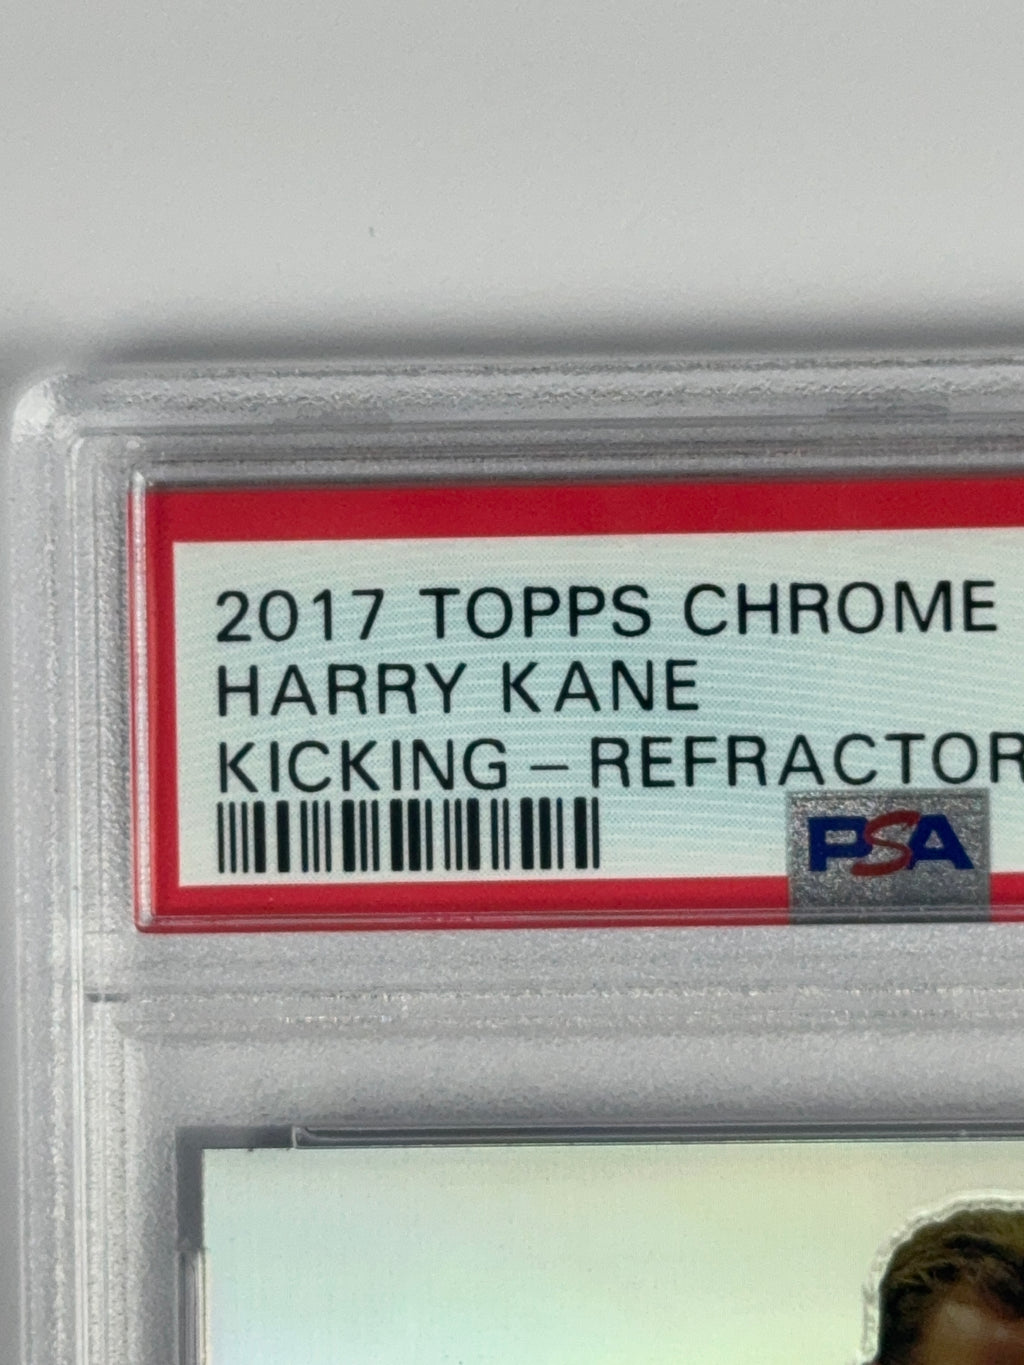 2017 TOPPS CHROME
HARRY KANE
KICKING – REFRACTOR
PSA